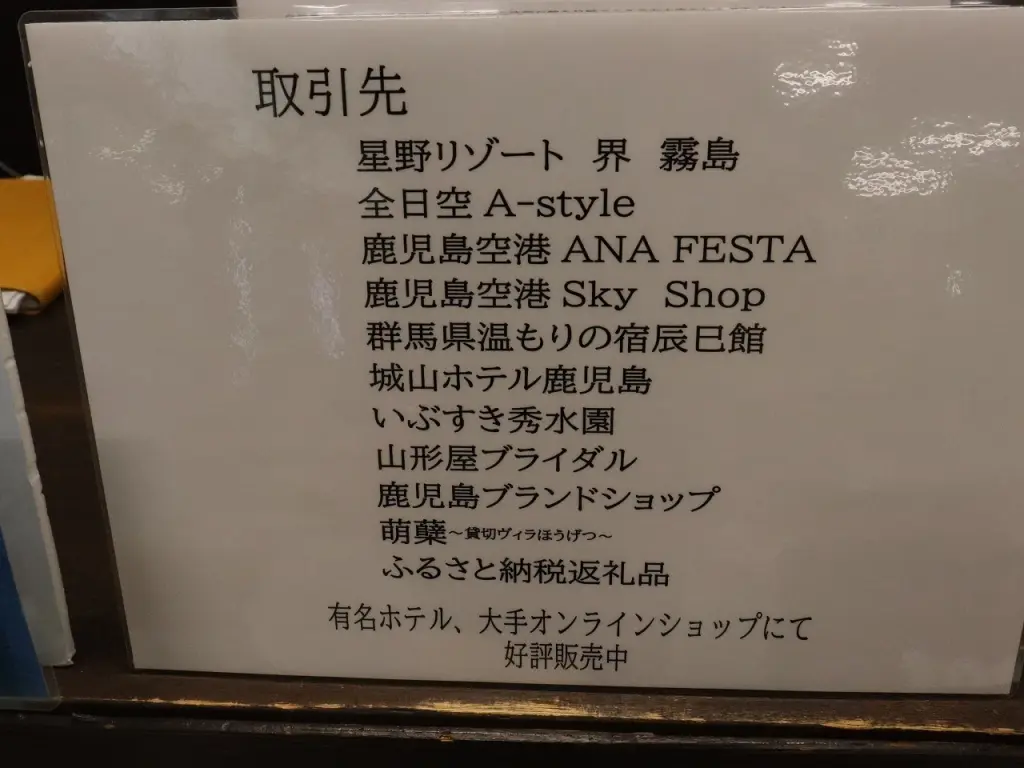 取引先
星野リゾート 界 霧島
全日空 A-style
鹿児島空港 ANA FESTA
鹿児島空港 Sky Shop
群馬県温もりの宿辰巳館
城山ホテル鹿児島
いぶすき秀水園
山形屋ブライダル
鹿児島ブランドショップ
萌蘖~貸切ヴィラほうげつ~
ふるさと納税返礼品
有名ホテル、大手オンラインショップにて
好評販売中